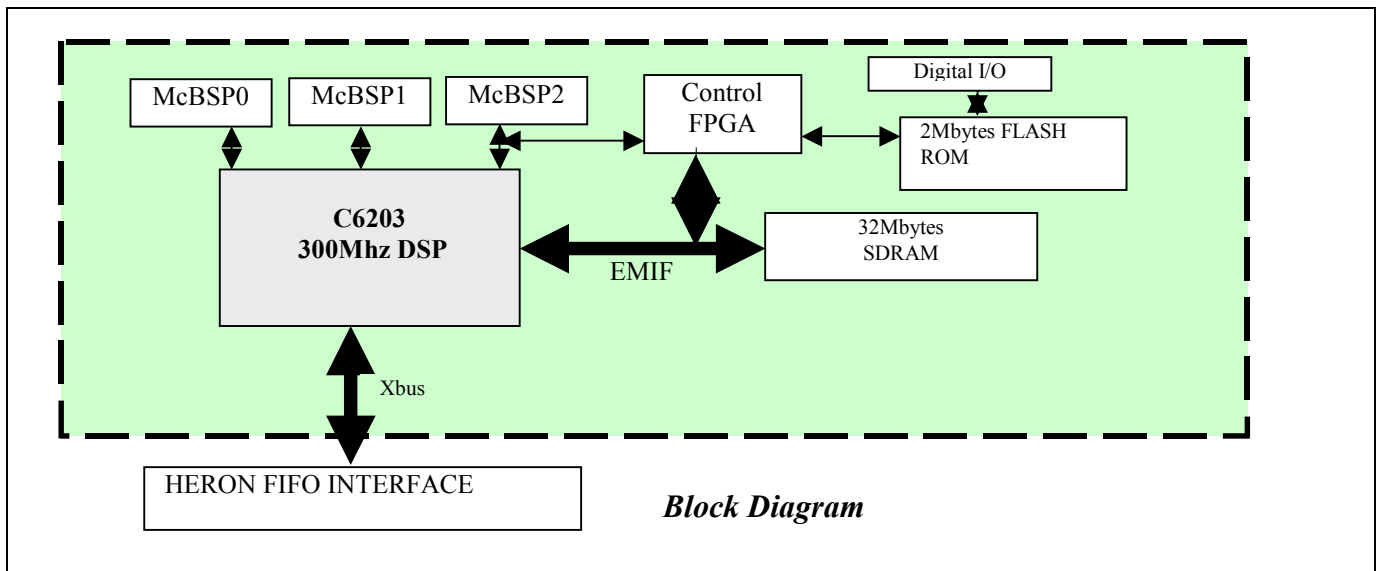 Digital I/O
McBSP0
McBSP1
McBSP2
Control
FPGA
2Mbytes FLASH
ROM
C6203
300Mhz DSP
32Mbytes
SDRAM
EMIF
Xbus
HERON FIFO INTERFACE
Block Diagram